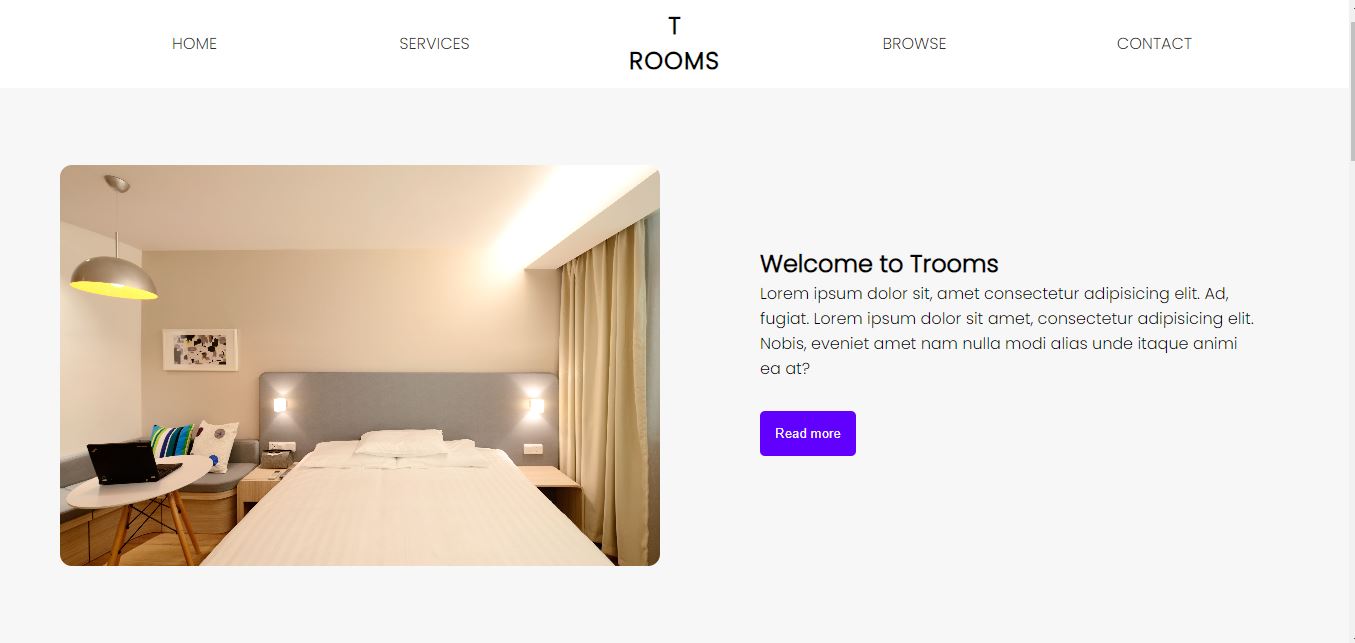 HOME
SERVICES
T
ROOMS
BROWSE
CONTACT
Welcome to Trooms
Lorem ipsum dolor sit, amet consectetur adipisicing elit. Ad,
fugiat. Lorem ipsum dolor sit amet, consectetur adipisicing elit.
Nobis, eveniet amet nam nulla modi alias unde itaque animi
ea at?
Read more